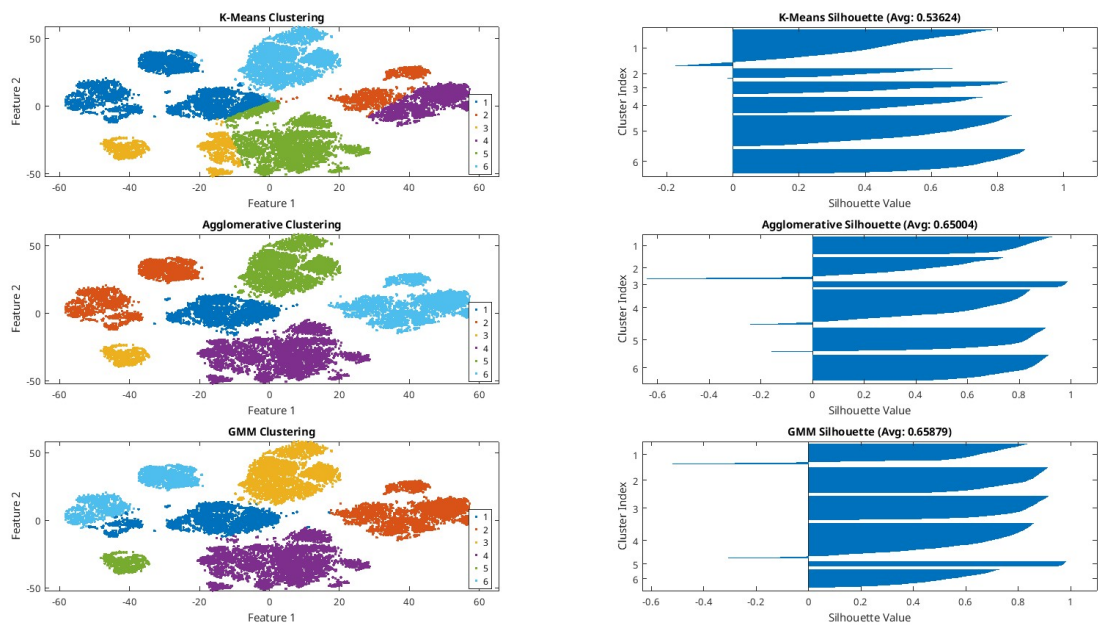 K-Means Clustering
50
0
-50
Feature 2
-60 -40 -20 0 20 40 60
Feature 1
1
2
3
4
5
6
K-Means Silhouette (Avg: 0.53624)
1
2
3
4
5
6
Cluster Index
-0.2 0 0.2 0.4 0.6 0.8 1
Silhouette Value
Agglomerative Clustering
50
0
-50
Feature 2
-60 -40 -20 0 20 40 60
Feature 1
1
2
3
4
5
6
Agglomerative Silhouette (Avg: 0.65004)
1
2
3
4
5
6
Cluster Index
-0.6 -0.4 -0.2 0 0.2 0.4 0.6 0.8 1
Silhouette Value
GMM Clustering
50
0
-50
Feature 2
-60 -40 -20 0 20 40 60
Feature 1
1
2
3
4
5
6
GMM Silhouette (Avg: 0.65879)
1
2
3
4
5
6
Cluster Index
-0.6 -0.4 -0.2 0 0.2 0.4 0.6 0.8 1
Silhouette Value